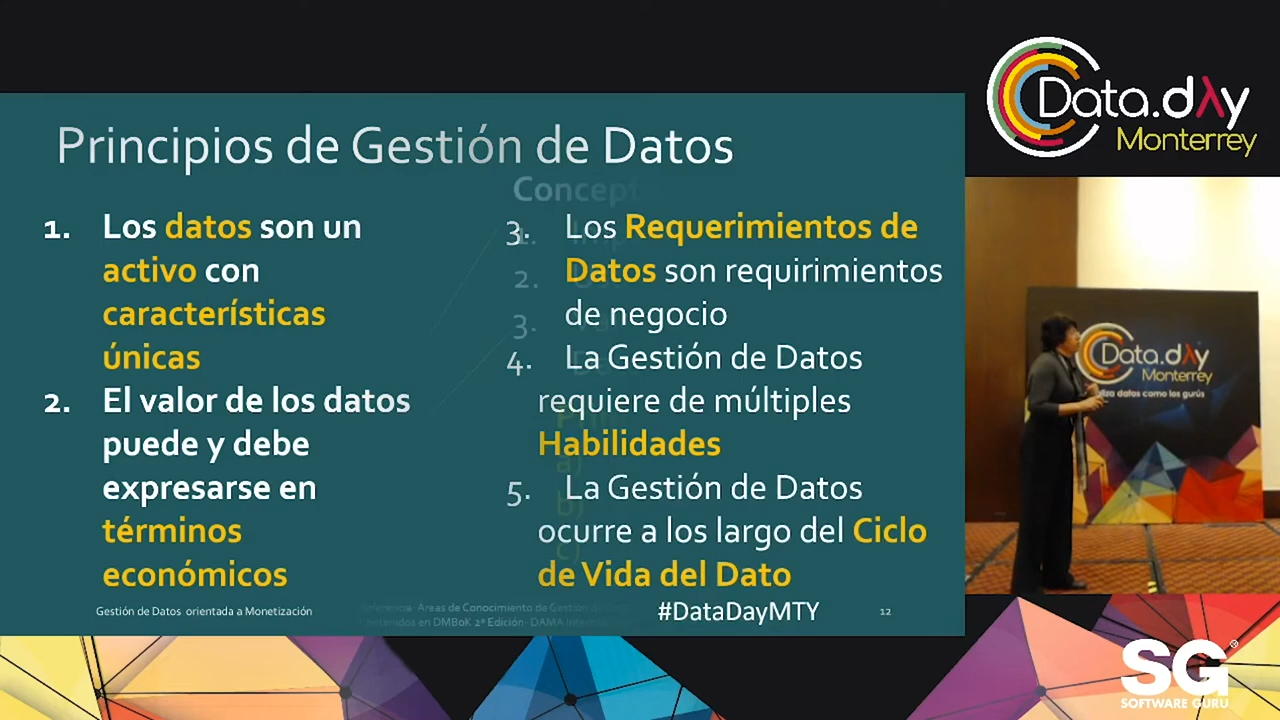 Principios de Gestión de Datos
1. Los datos son un
activo con
características
únicas
2. El valor de los datos
puede y debe
expresarse en
términos
económicos
3. Los Requerimientos de
Datos son requirimientos
de negocio
4. La Gestión de Datos
requiere de múltiples
Habilidades
5. La Gestión de Datos
ocurre a los largo del Ciclo
de Vida del Dato
Gestión de Datos orientada a Monetización
#DataDayMTY
12
Data.dλy
Monterrey
Data.dλy
Monterrey
datos como los gurús
SG
SOFTWARE GURU